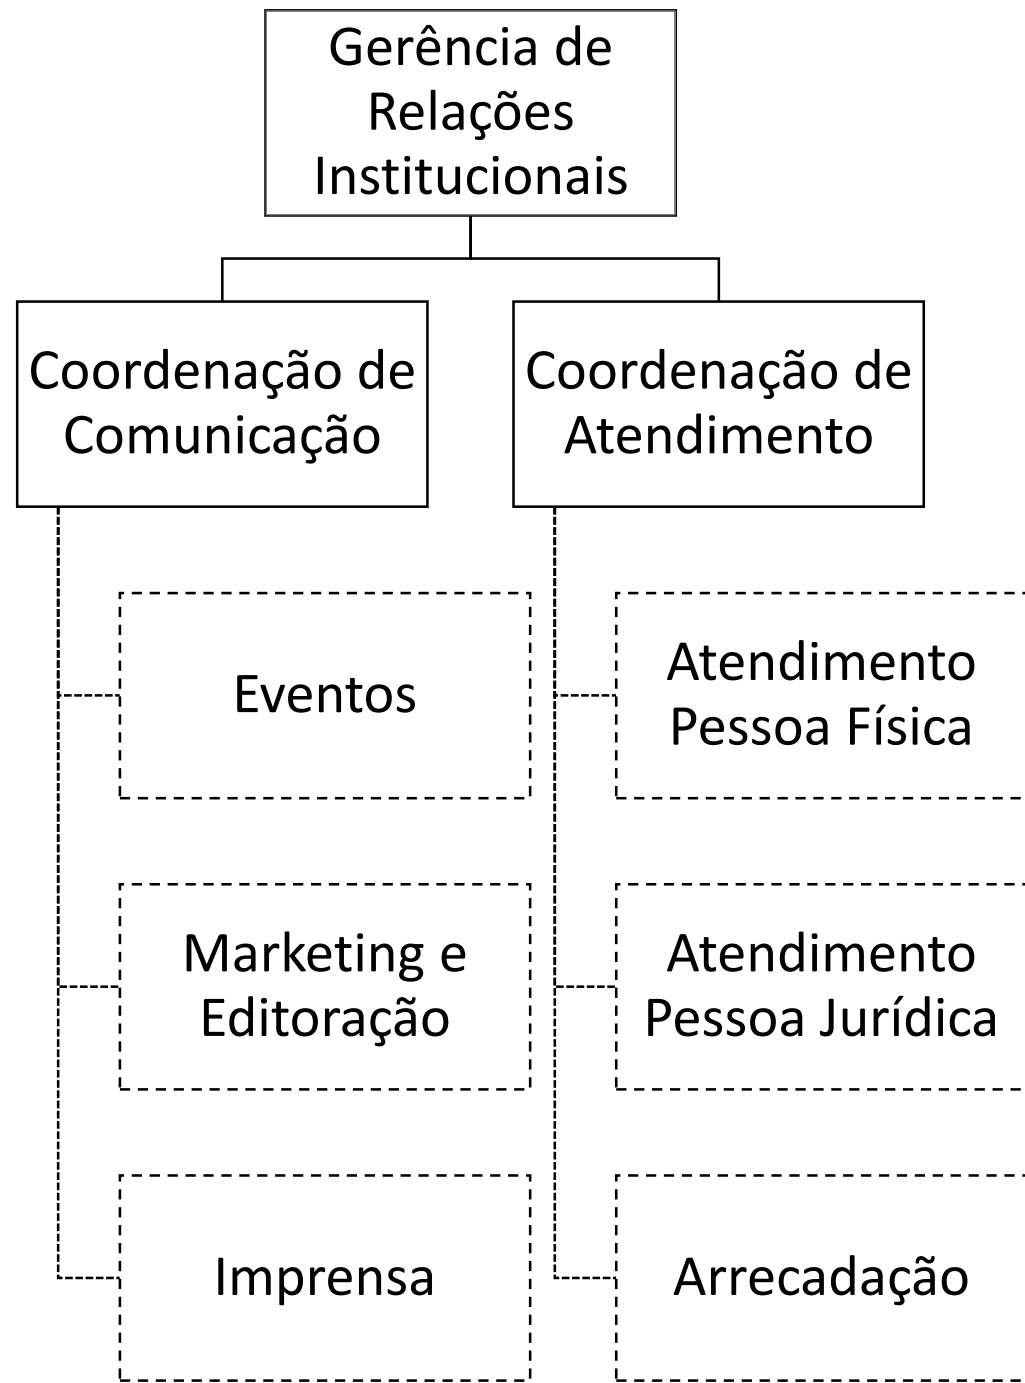 Gerência de
Relações
Institucionais
Coordenação de
Comunicação
Coordenação de
Atendimento
Eventos
Atendimento
Pessoa Física
Marketing e
Editoração
Atendimento
Pessoa Jurídica
Imprensa
Arrecadação